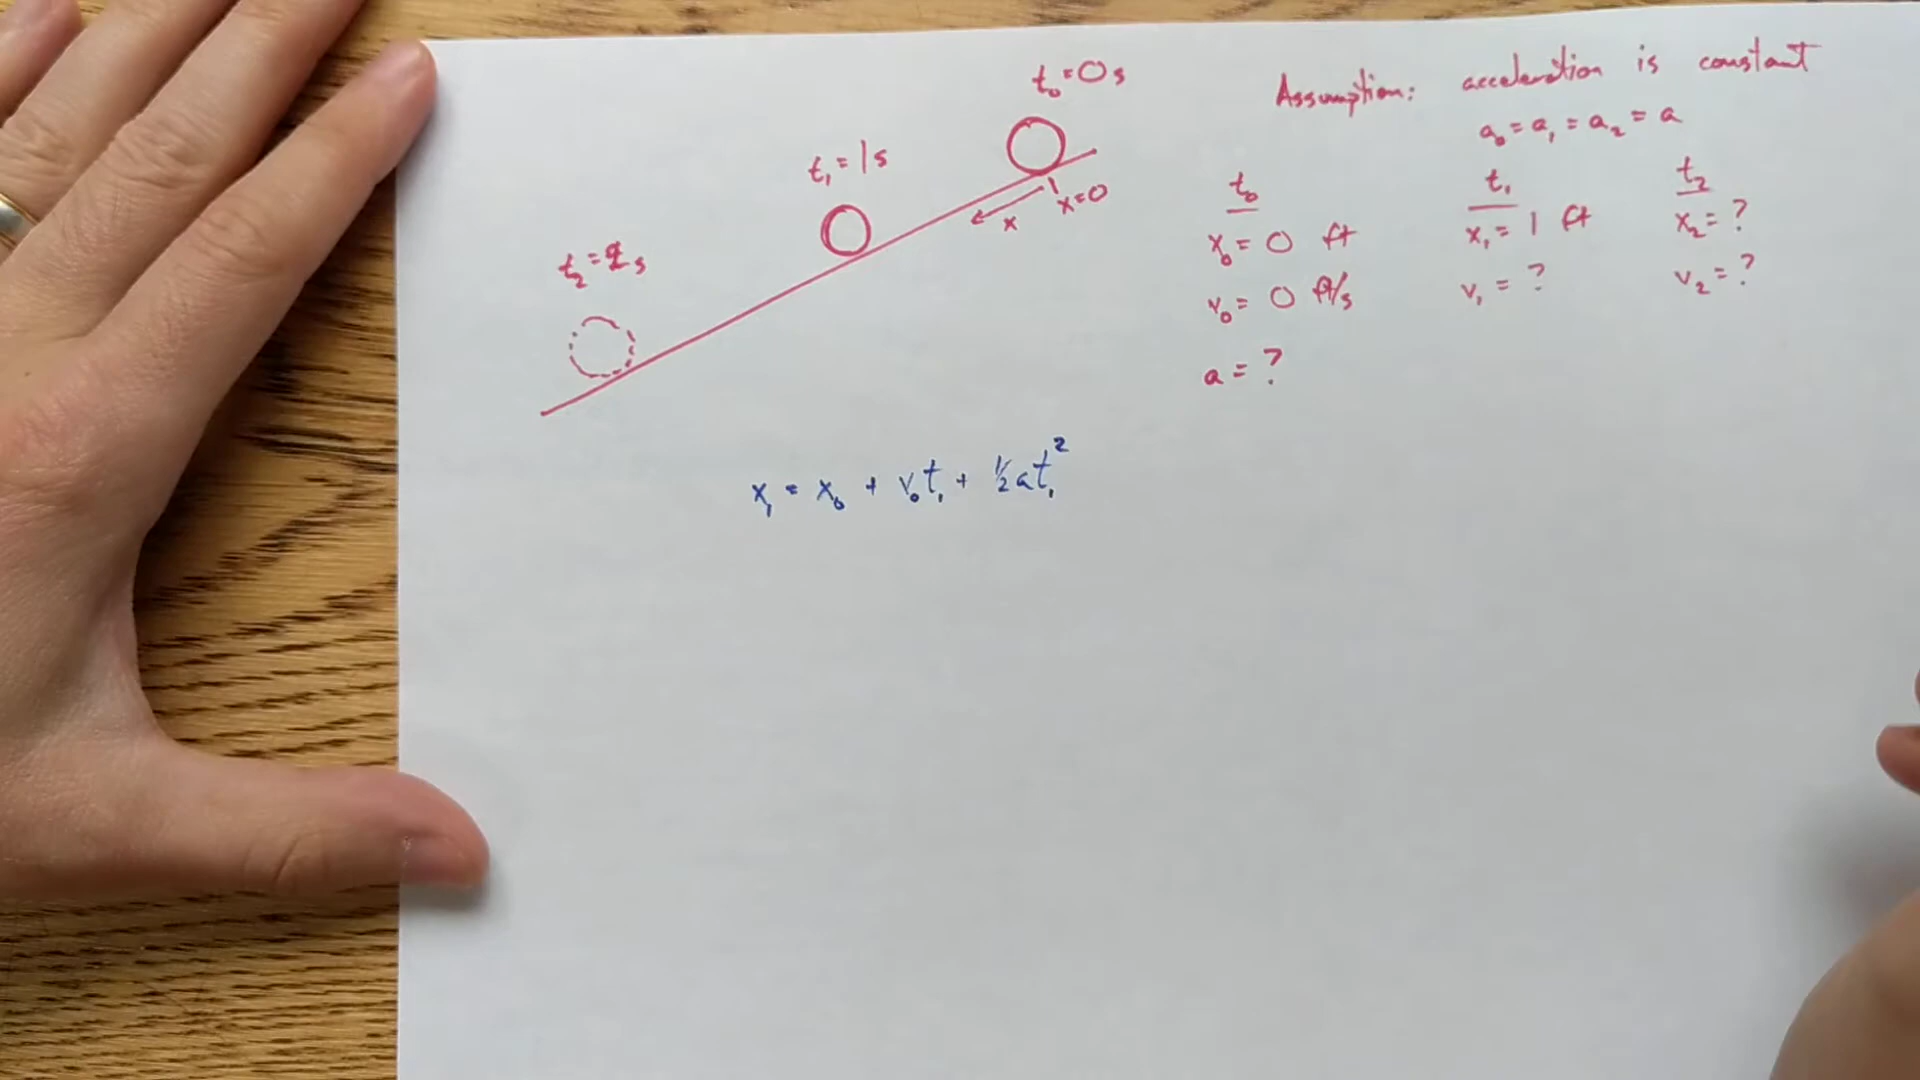 t₀ = 0 s
t₁ = 1 s
x = 0
x
t₂ = 2 s
Assumption: acceleration is constant
a₀ = a₁ = a₂ = a
t₀ t₁ t₂
x₀ = 0 ft x₁ = 1 ft x₂ = ?
v₀ = 0 ft/s v₁ = ? v₂ = ?
a = ?
x₁ = x₀ + v₀t₁ + ½at₁²